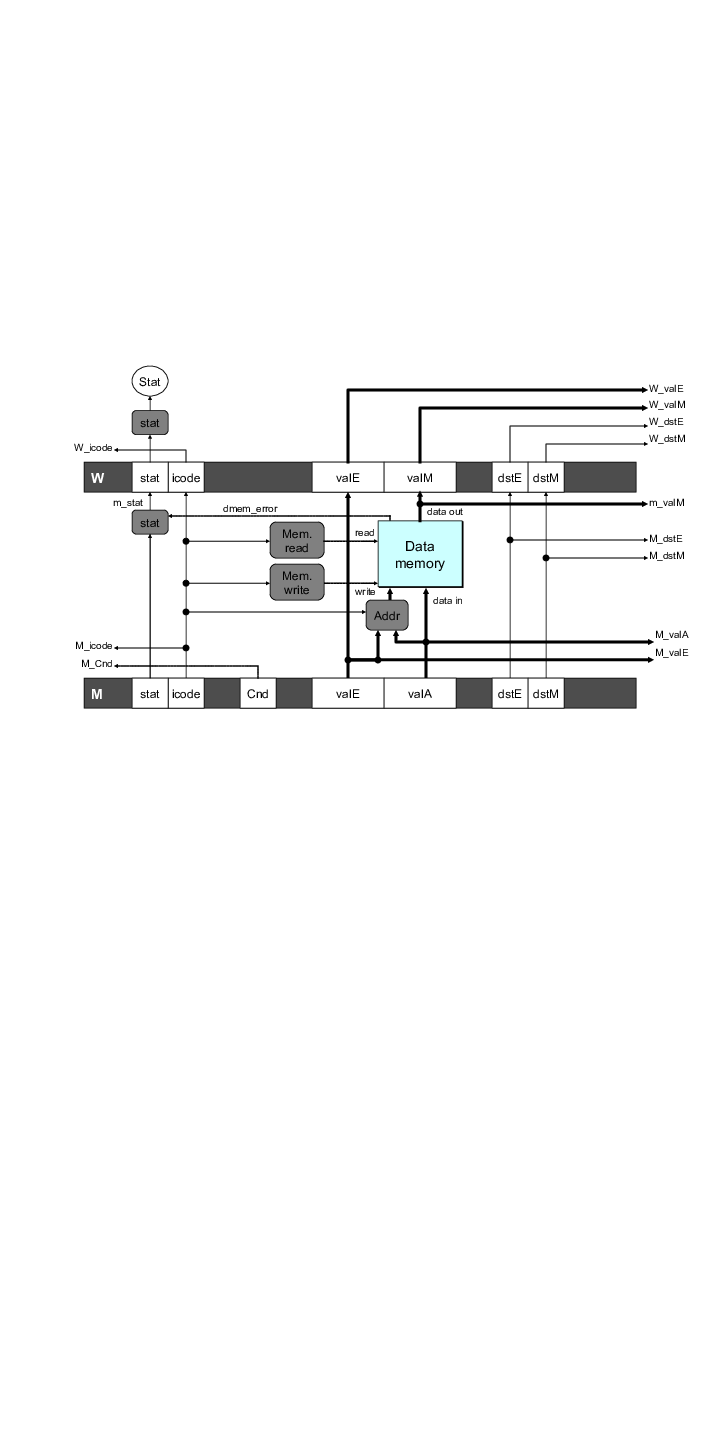 Stat
W_valE
W_valM
stat
W_dstE
W_dstM
W_icode
W
stat
icode
valE
valM
dstE
dstM
m_stat
dmem_error
data out
m_valM
stat
Mem.
read
read
Data
memory
M_dstE
M_dstM
Mem.
write
write
data in
Addr
M_valA
M_icode
M_valE
M_Cnd
M
stat
icode
Cnd
valE
valA
dstE
dstM